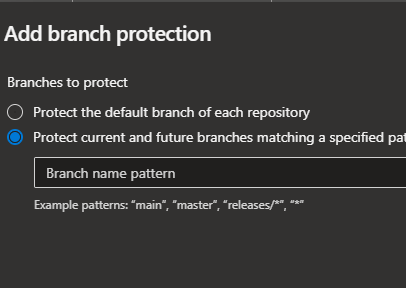 Add branch protection
Branches to protect
Protect the default branch of each repository
Protect current and future branches matching a specified pat
Branch name pattern
Example patterns: “main”, “master”, “releases/*”, “*”